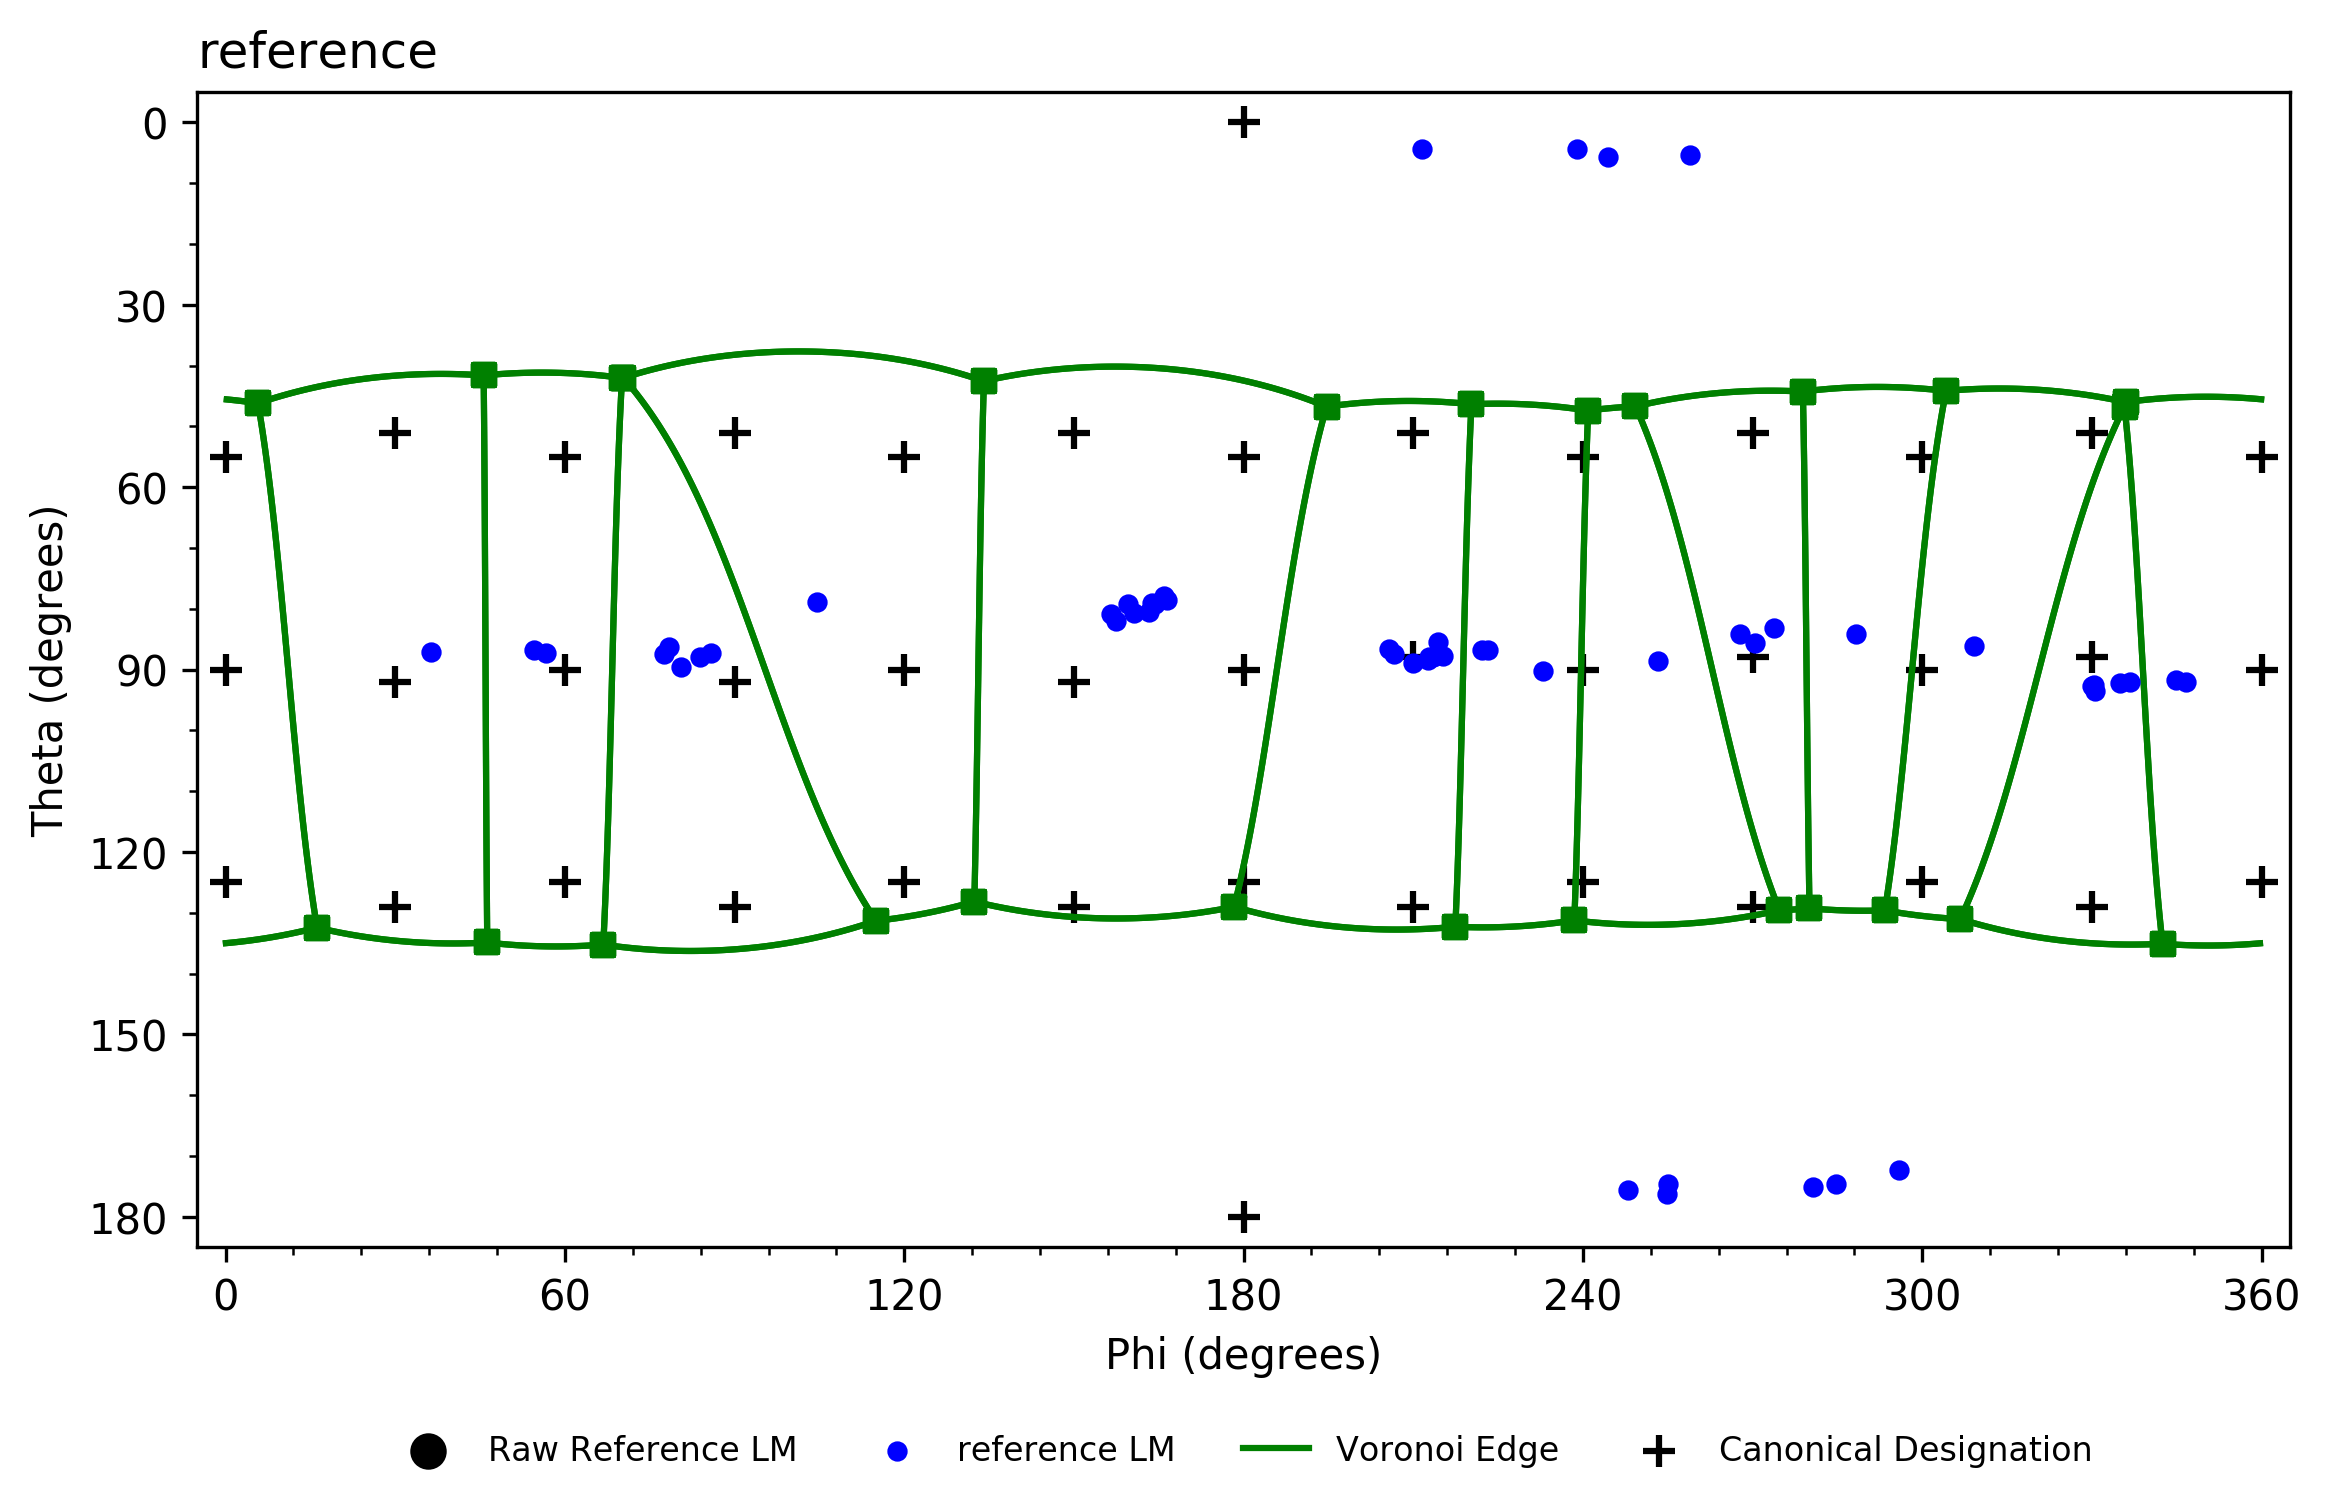 reference
0
30
60
90
120
150
180
Theta (degrees)
0 60 120 180 240 300 360
Phi (degrees)
Raw Reference LM reference LM Voronoi Edge Canonical Designation